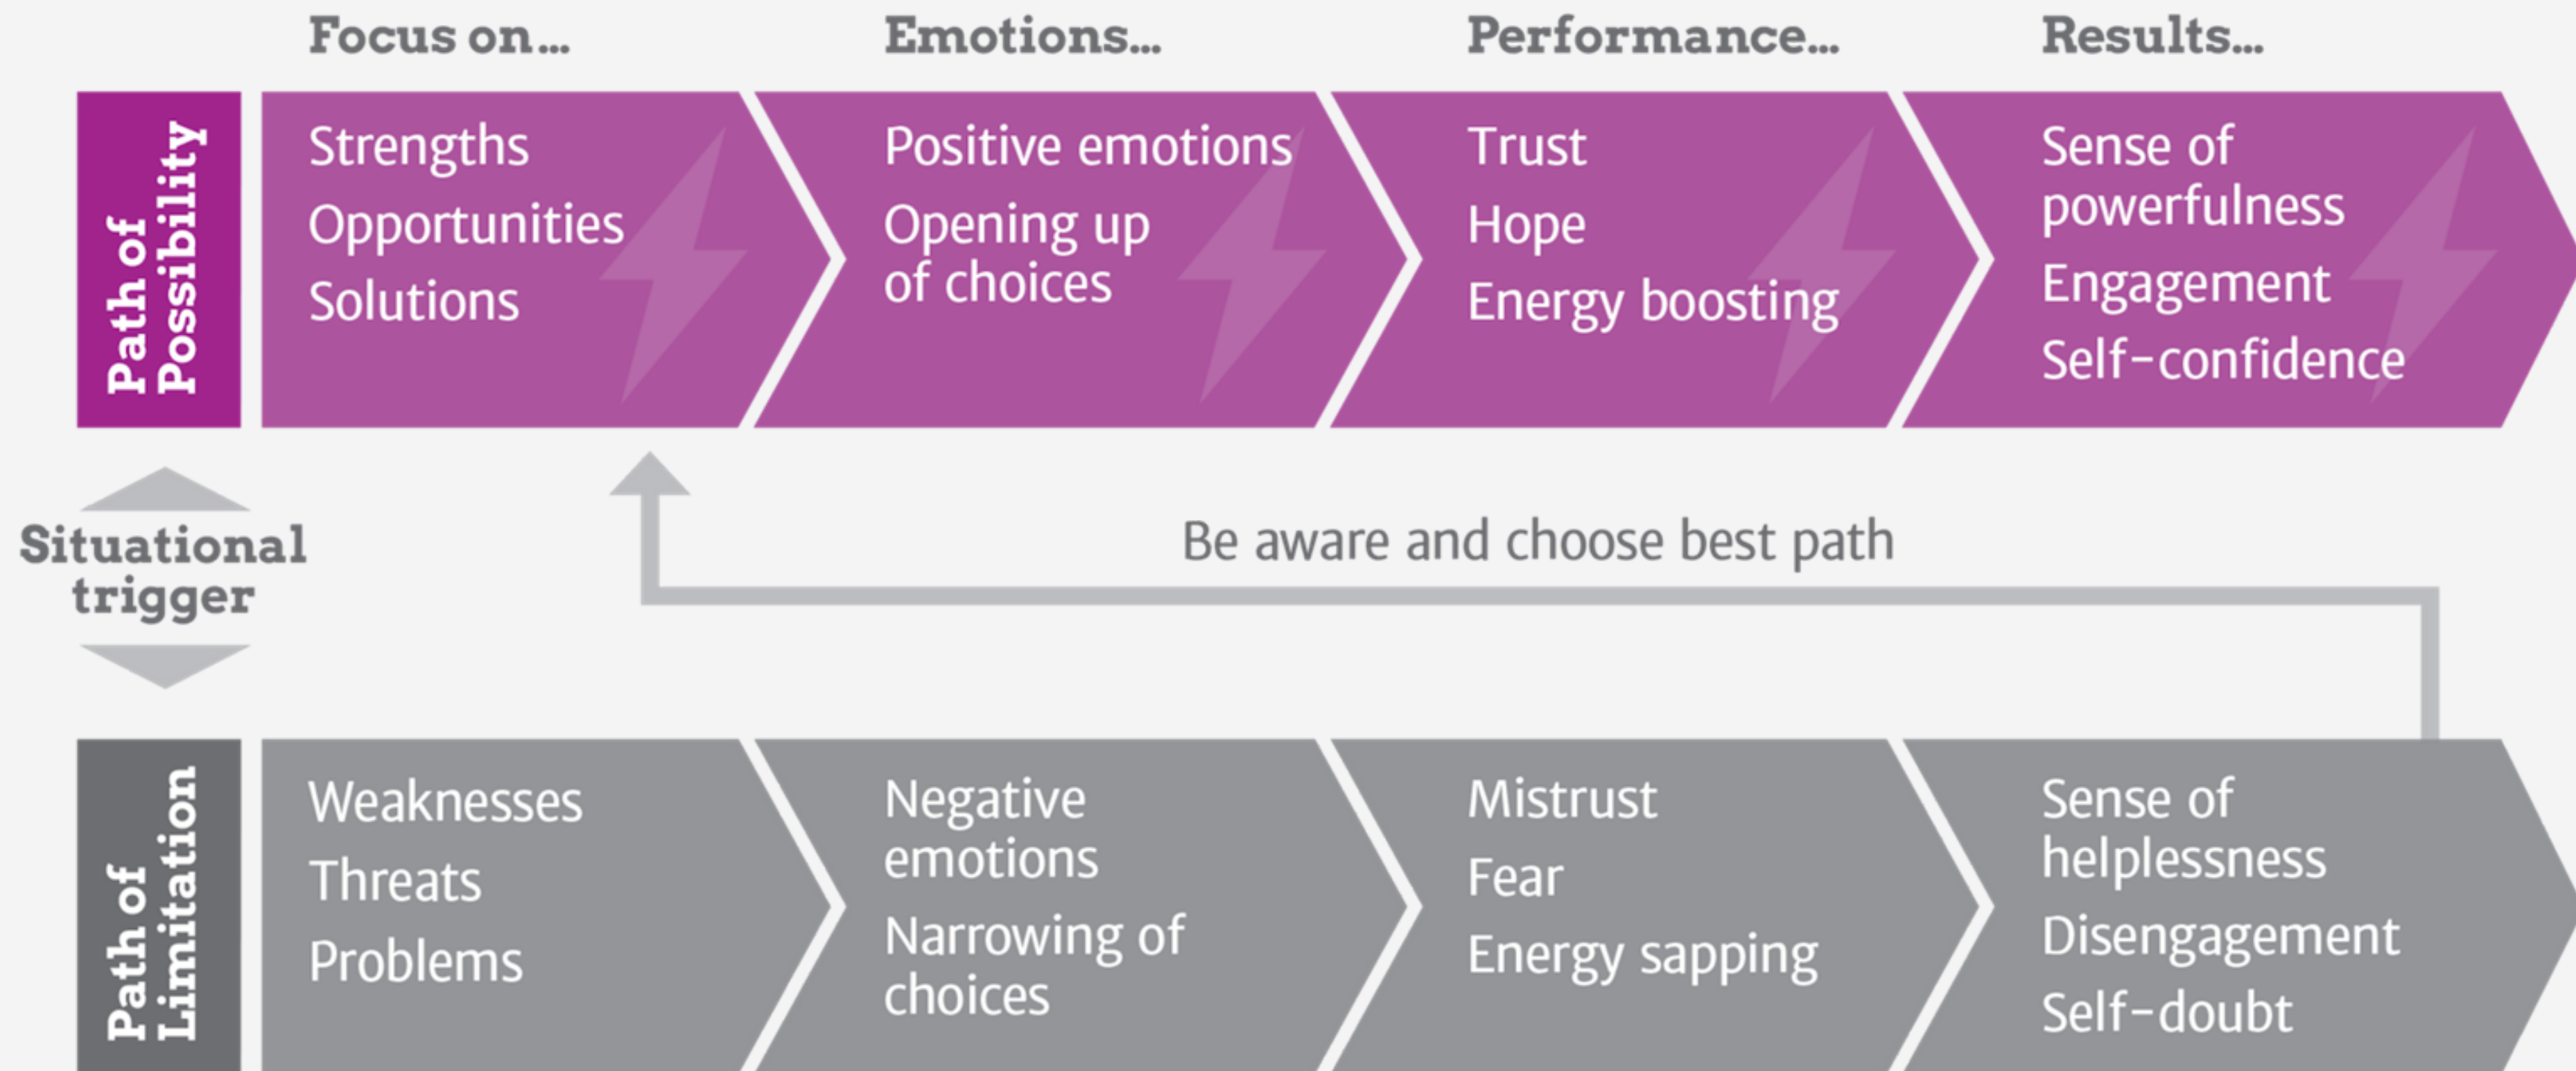 Focus on...
Emotions...
Performance...
Results...
Path of
Possibility
Strengths
Opportunities
Solutions
Positive emotions
Opening up
of choices
Trust
Hope
Energy boosting
Sense of
powerfulness
Engagement
Self-confidence
Situational
trigger
Be aware and choose best path
Path of
Limitation
Weaknesses
Threats
Problems
Negative
emotions
Narrowing of
choices
Mistrust
Fear
Energy sapping
Sense of
helplessness
Disengagement
Self-doubt